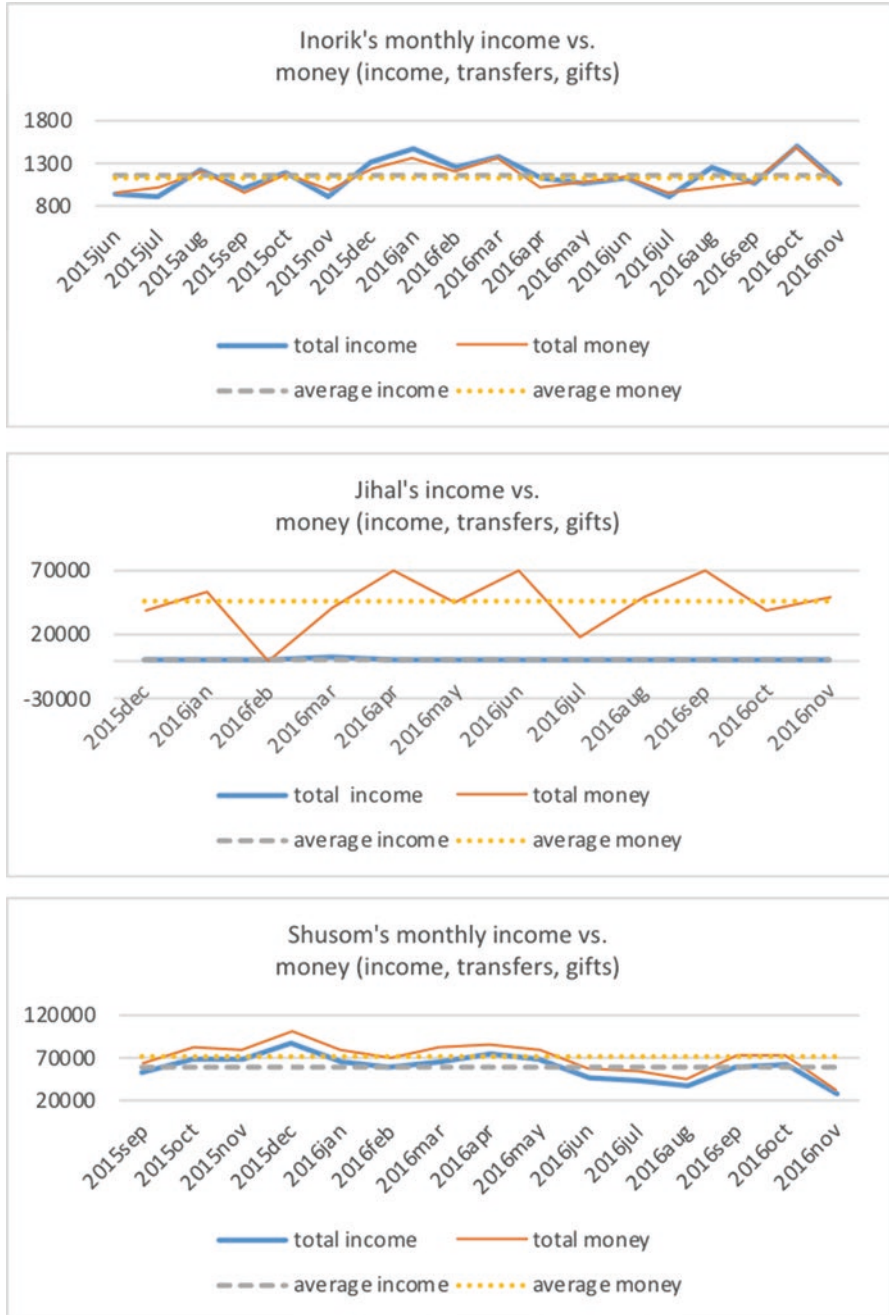 Inorik's monthly income vs.
money (income, transfers, gifts)
1800
1300
800
2015jun 2015jul 2015aug 2015sep 2015oct 2015nov 2015dec 2016jan 2016feb 2016mar 2016apr 2016may 2016jun 2016jul 2016aug 2016sep 2016oct 2016nov
total income total money
average income average money
Jihal's income vs.
money (income, transfers, gifts)
70000
20000
-30000
2015dec 2016jan 2016feb 2016mar 2016apr 2016may 2016jun 2016jul 2016aug 2016sep 2016oct 2016nov
total income total money
average income average money
Shusom's monthly income vs.
money (income, transfers, gifts)
120000
70000
20000
2015sep 2015oct 2015nov 2015dec 2016jan 2016feb 2016mar 2016apr 2016may 2016jun 2016jul 2016aug 2016sep 2016oct 2016nov
total income total money
average income average money